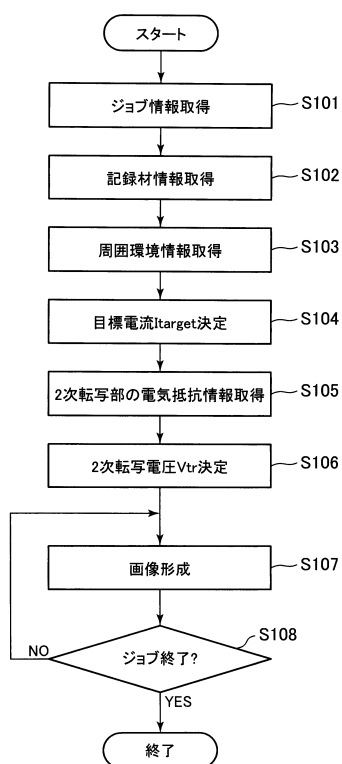 スタート
ジョブ情報取得 S101
記録材情報取得 S102
周囲環境情報取得 S103
目標電流Itarget決定 S104
2次転写部の電気抵抗情報取得 S105
2次転写電圧Vtr決定 S106
画像形成 S107
S108
ジョブ終了?
NO
YES
終了